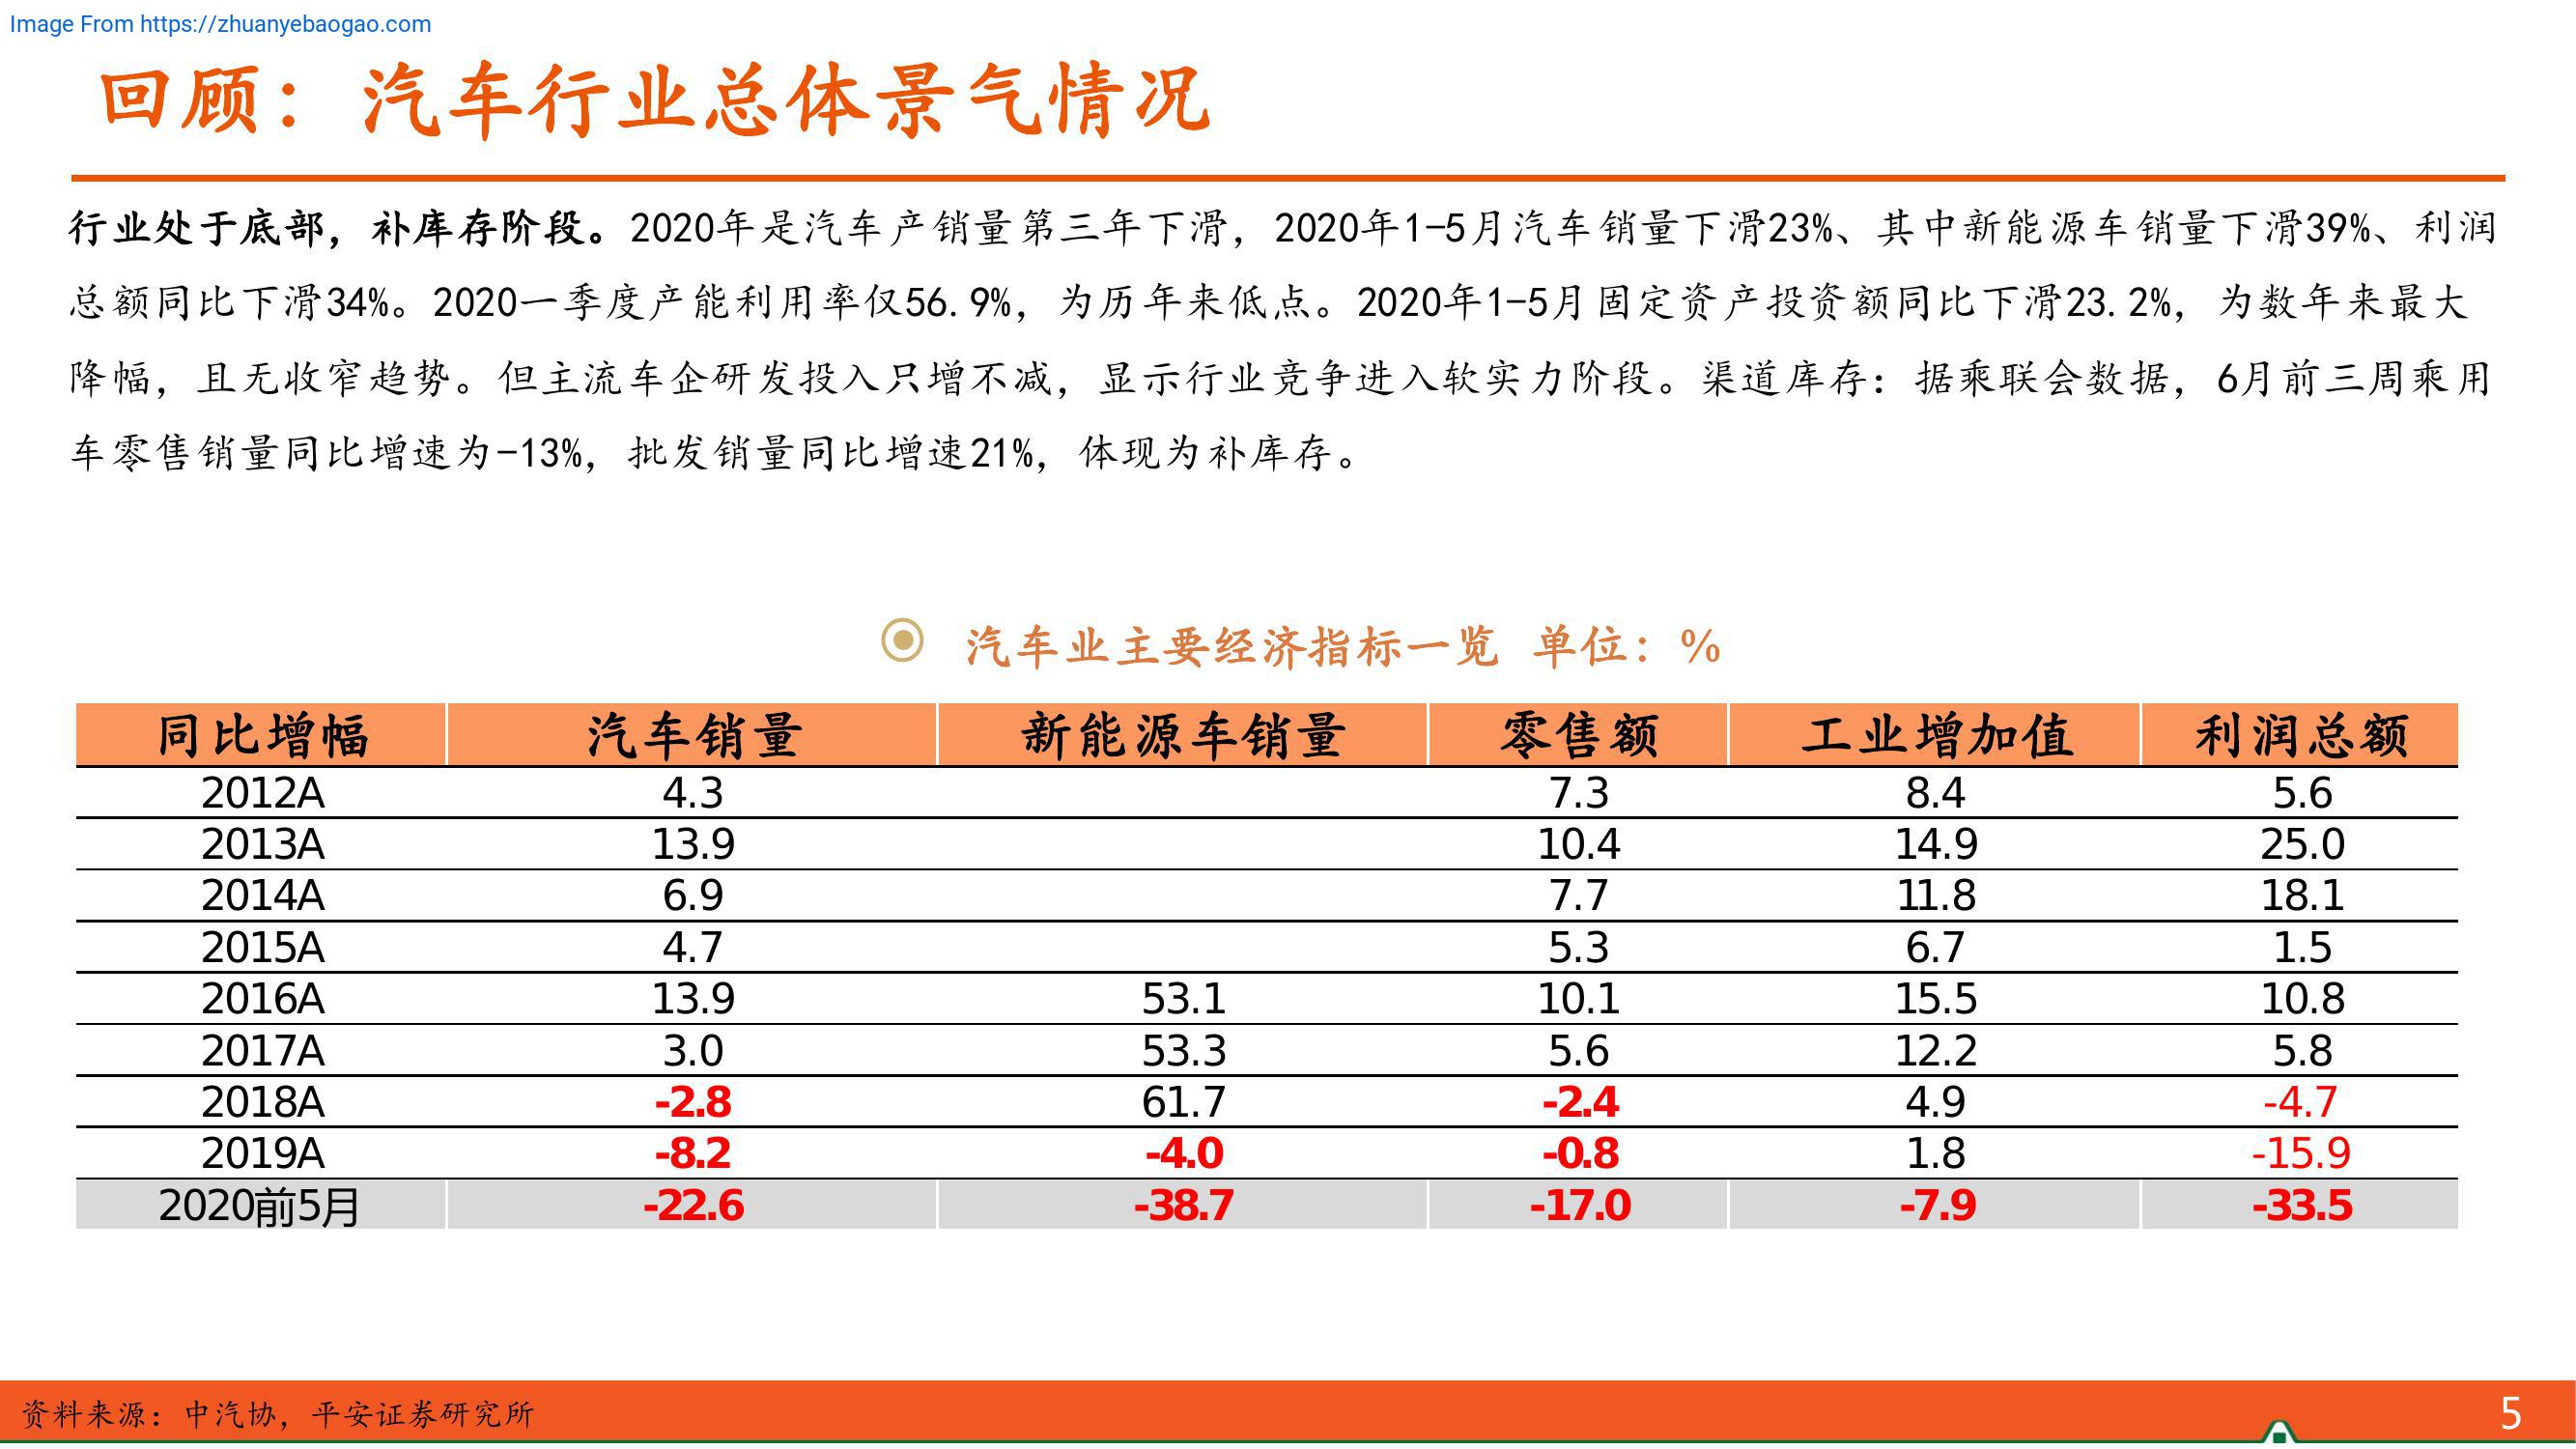 Image From https://zhuanyebaogao.com
回顾：汽车行业总体景气情况
行业处于底部，补库存阶段。2020年是汽车产销量第三年下滑，2020年1-5月汽车销量下滑23%、其中新能源车销量下滑39%、利润
总额同比下滑34%。2020一季度产能利用率仅56.9%，为历年来低点。2020年1-5月固定资产投资额同比下滑23.2%，为数年来最大
降幅，且无收窄趋势。但主流车企研发投入只增不减，显示行业竞争进入软实力阶段。渠道库存：据乘联会数据，6月前三周乘用
车零售销量同比增速为-13%，批发销量同比增速21%，体现为补库存。
汽车业主要经济指标一览 单位：%
同比增幅 汽车销量 新能源车销量 零售额 工业增加值 利润总额
2012A 4.3 7.3 8.4 5.6
2013A 13.9 10.4 14.9 25.0
2014A 6.9 7.7 11.8 18.1
2015A 4.7 5.3 6.7 1.5
2016A 13.9 53.1 10.1 15.5 10.8
2017A 3.0 53.3 5.6 12.2 5.8
2018A -2.8 61.7 -2.4 4.9 -4.7
2019A -8.2 -4.0 -0.8 1.8 -15.9
2020前5月 -22.6 -38.7 -17.0 -7.9 -33.5
资料来源：中汽协，平安证券研究所
5